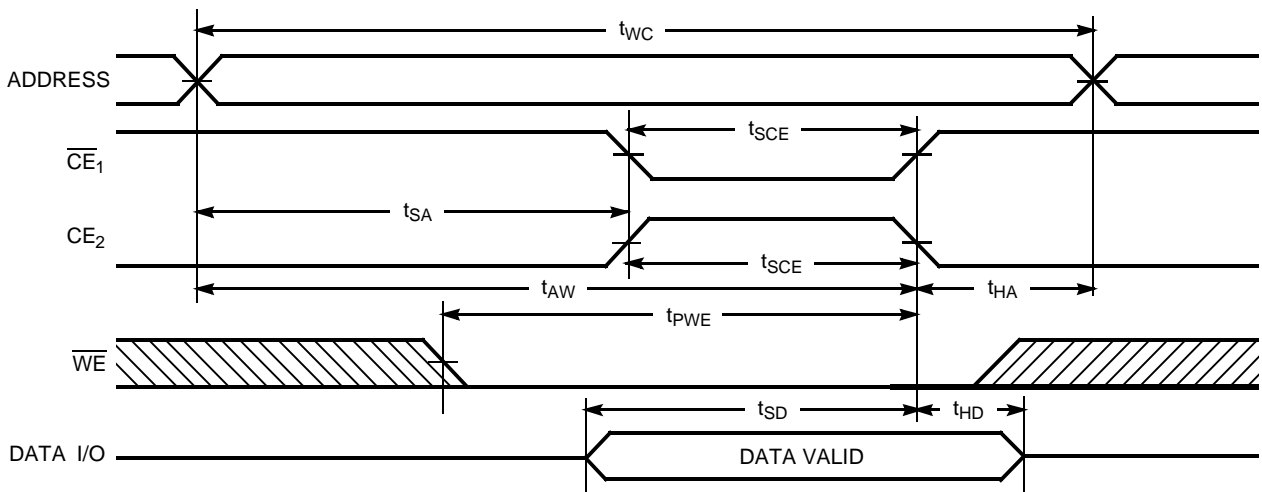 tWC
ADDRESS
tSCE
CE1
tSA
CE2
tSCE
tAW
tHA
tPWE
WE
tSD
tHD
DATA I/O
DATA VALID